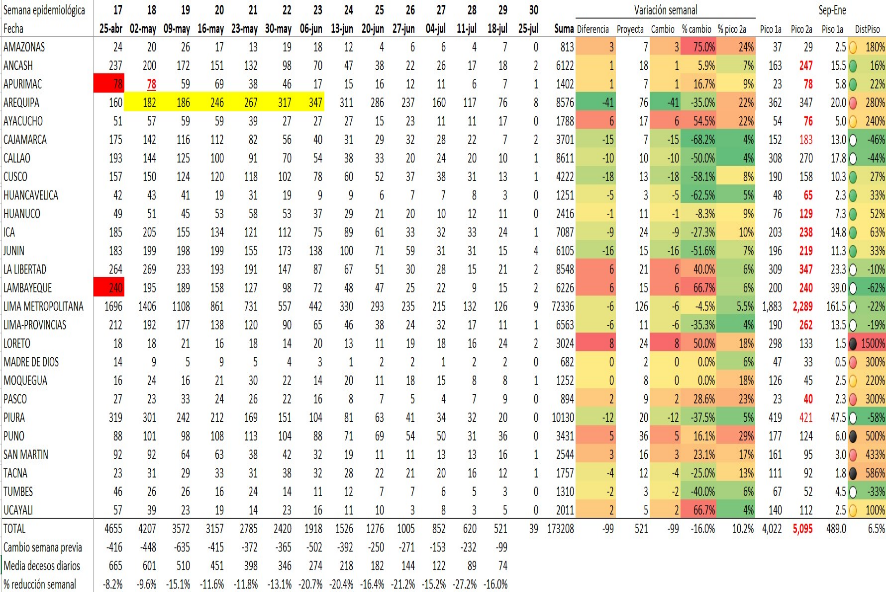 Semana epidemiológica 17 18 19 20 21 22 23 24 25 26 27 28 29 30 Variación semanal Sep-Ene
Fecha 25-abr 02-may 09-may 16-may 23-may 30-may 06-jun 13-jun 20-jun 27-jun 04-jul 11-jul 18-jul 25-jul Suma Diferencia Proyecta Cambio % cambio % pico 2a Pico 1a Pico 2a Piso 1a DistPiso
AMAZONAS 24 20 26 17 13 19 18 12 4 6 6 4 7 0 813 3 7 3 75.0% 24% 37 29 2.5 180%
ANCASH 237 200 172 151 132 98 70 47 38 22 26 17 18 2 6122 1 18 1 5.9% 7% 163 247 15.5 16%
APURIMAC 78 78 59 69 38 46 17 15 16 12 11 6 7 1 1402 1 7 1 16.7% 9% 23 78 5.8 22%
AREQUIPA 160 182 186 246 267 317 347 311 286 237 160 117 76 8 8576 -41 76 -41 -35.0% 22% 362 347 20.0 280%
AYACUCHO 51 57 59 59 39 27 27 27 15 23 11 11 17 0 1788 6 17 6 54.5% 22% 54 76 5.0 240%
CAJAMARCA 175 142 116 112 82 56 40 31 29 32 28 22 7 2 3701 -15 7 -15 -68.2% 4% 152 183 13.0 -46%
CALLAO 193 144 125 100 91 70 54 38 33 20 24 20 10 1 8611 -10 10 -10 -50.0% 4% 308 270 17.8 -44%
CUSCO 157 150 124 120 118 102 78 60 52 37 38 31 13 1 4222 -18 13 -18 -58.1% 8% 190 158 10.3 27%
HUANCAVELICA 42 43 41 19 31 19 9 9 6 7 7 8 3 0 1251 -5 3 -5 -62.5% 5% 48 65 2.3 33%
HUANUCO 49 51 45 53 58 53 37 29 21 20 10 12 11 0 2416 -1 11 -1 -8.3% 9% 76 129 7.3 52%
ICA 185 205 155 134 121 112 75 89 61 33 32 33 24 1 7087 -9 24 -9 -27.3% 10% 203 238 14.8 63%
JUNIN 183 199 198 199 155 173 138 100 71 59 31 31 15 4 6105 -16 15 -16 -51.6% 7% 196 219 11.3 33%
LA LIBERTAD 264 269 233 193 191 147 87 67 51 30 28 15 21 2 8548 6 21 6 40.0% 6% 309 347 23.3 -10%
LAMBAYEQUE 240 195 189 158 127 98 72 48 47 25 22 9 15 2 6226 6 15 6 66.7% 6% 200 240 39.0 -62%
LIMA METROPOLITANA 1696 1406 1108 861 731 557 442 330 293 235 215 132 126 9 72336 -6 126 -6 -4.5% 5.5% 1,883 2,289 161.5 -22%
LIMA-PROVINCIAS 212 192 177 138 120 90 65 46 38 24 32 17 11 1 6563 -6 11 -6 -35.3% 4% 190 262 13.5 -19%
LORETO 18 18 21 16 18 14 20 13 11 19 18 16 24 2 3024 8 24 8 50.0% 18% 298 133 1.5 1500%
MADRE DE DIOS 14 9 5 9 5 4 3 1 2 2 1 2 2 0 682 0 2 0 0.0% 6% 47 33 0.5 300%
MOQUEGUA 16 24 16 21 30 22 14 20 11 18 15 8 8 1 1252 0 8 0 0.0% 18% 126 45 2.5 220%
PASCO 27 23 33 24 26 22 16 8 7 5 4 7 9 0 894 2 9 2 28.6% 23% 23 40 2.3 300%
PIURA 319 301 242 212 169 151 104 81 63 41 34 32 20 0 10130 -12 20 -12 -37.5% 5% 419 421 47.5 -58%
PUNO 88 101 98 108 113 104 88 71 69 54 50 31 36 0 3431 5 36 5 16.1% 29% 177 124 6.0 500%
SAN MARTIN 92 92 64 63 38 42 32 19 11 11 13 13 16 1 2544 3 16 3 23.1% 17% 161 95 3.0 433%
TACNA 23 31 29 33 31 38 32 28 22 21 20 16 12 1 1757 -4 12 -4 -25.0% 13% 111 92 1.8 586%
TUMBES 46 26 26 16 24 14 11 12 7 7 6 5 3 0 1310 -2 3 -2 -40.0% 6% 67 52 4.5 -33%
UCAYALI 57 39 23 19 14 23 16 11 10 3 8 3 5 0 2011 2 5 2 66.7% 4% 140 112 2.5 100%
TOTAL 4655 4207 3572 3157 2785 2420 1918 1526 1276 1005 852 620 521 39 173208 -99 521 -99 -16.0% 10.2% 4,022 5,095 489.0 6.5%
Cambio semana previa -416 -448 -635 -415 -372 -365 -502 -392 -250 -271 -153 -232 -99
Media decesos diarios 665 601 510 451 398 346 274 218 182 144 122 89 74
% reducción semanal -8.2% -9.6% -15.1% -11.6% -11.8% -13.1% -20.7% -20.4% -16.4% -21.2% -15.2% -27.2% -16.0%